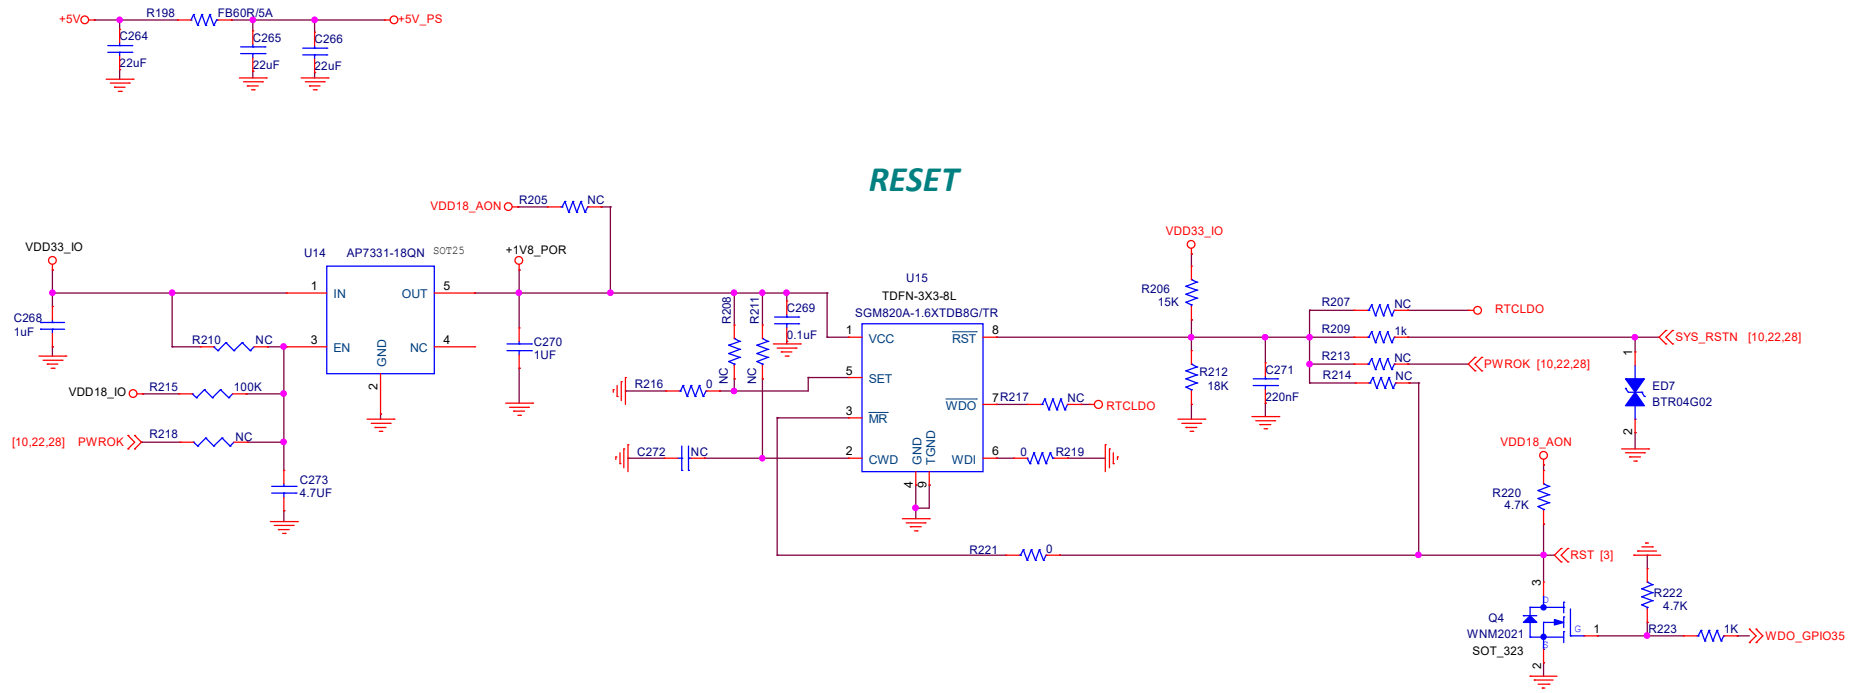 +5V R198 FB60R/5A +5V_PS
C264 C265 C266
22uF 22uF 22uF
RESET
VDD18_AON R205 NC
VDD33_IO U14 AP7331-18QN SOT25 +1V8_POR
1 IN OUT 5
C268
1uF
R210 NC 3 EN GND NC 4
2
C270
1UF
VDD18_IO R215 100K
[10,22,28] PWROK R218 NC
C273
4.7UF
R208 NC
R211 NC
C269
0.1uF
R216 0
C272 NC
U15
TDFN-3X3-8L
SGM820A-1.6XTDB8G/TR
1 VCC RST 8
5 SET
3 MR WDO 7
2 CWD GND TGND WDI 6
4 9
R217 NC RTCLDO
0 R219
VDD33_IO
R206
15K
R212
18K
C271
220nF
R207 NC RTCLDO
R209 1k SYS_RSTN [10,22,28]
R213 NC PWROK [10,22,28]
R214 NC
1
ED7
BTR04G02
2
VDD18_AON
R220
4.7K
R221 0
RST [3]
3
D
Q4
WNM2021
SOT_323
G
S
1
2
R222
4.7K
R223 1K WDO_GPIO35